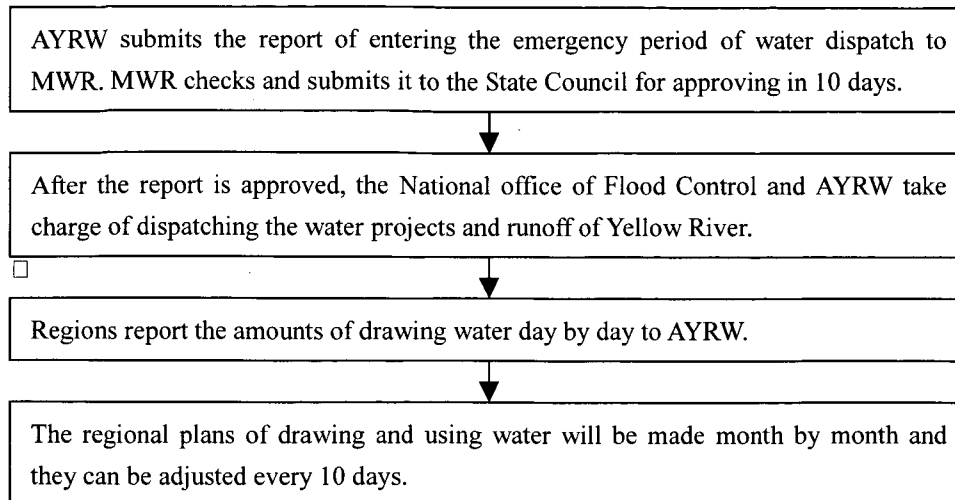 AYRW submits the report of entering the emergency period of water dispatch to
MWR. MWR checks and submits it to the State Council for approving in 10 days.
After the report is approved, the National office of Flood Control and AYRW take
charge of dispatching the water projects and runoff of Yellow River.
Regions report the amounts of drawing water day by day to AYRW.
The regional plans of drawing and using water will be made month by month and
they can be adjusted every 10 days.